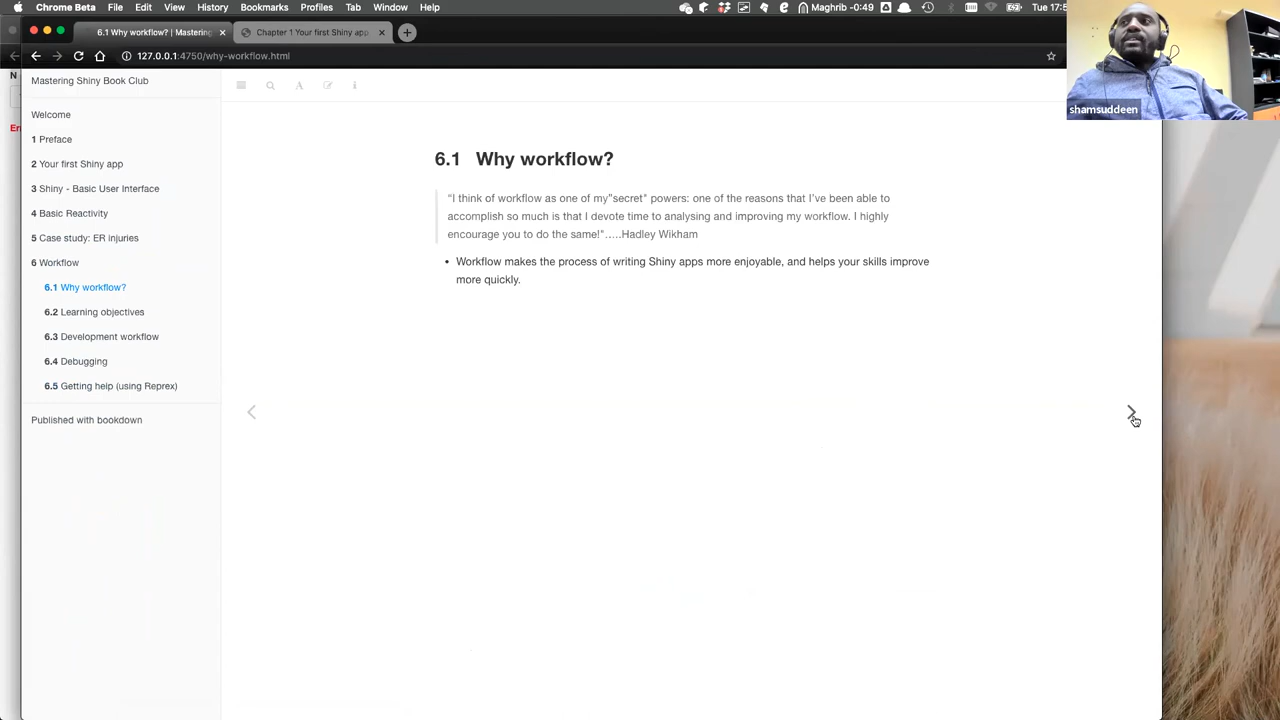 Chrome Beta File Edit View History Bookmarks Profiles Tab Window Help
Maghrib -0:49
Tue 17:5
6.1 Why workflow? | Mastering
Chapter 1 Your first Shiny app
127.0.0.1:4750/why-workflow.html
shamsuddeen
Mastering Shiny Book Club
Welcome
1 Preface
2 Your first Shiny app
3 Shiny - Basic User Interface
4 Basic Reactivity
5 Case study: ER injuries
6 Workflow
6.1 Why workflow?
6.2 Learning objectives
6.3 Development workflow
6.4 Debugging
6.5 Getting help (using Reprex)
Published with bookdown
6.1 Why workflow?
“I think of workflow as one of my”secret" powers: one of the reasons that I’ve been able to
accomplish so much is that I devote time to analysing and improving my workflow. I highly
encourage you to do the same!"…..Hadley Wikham
• Workflow makes the process of writing Shiny apps more enjoyable, and helps your skills improve
more quickly.